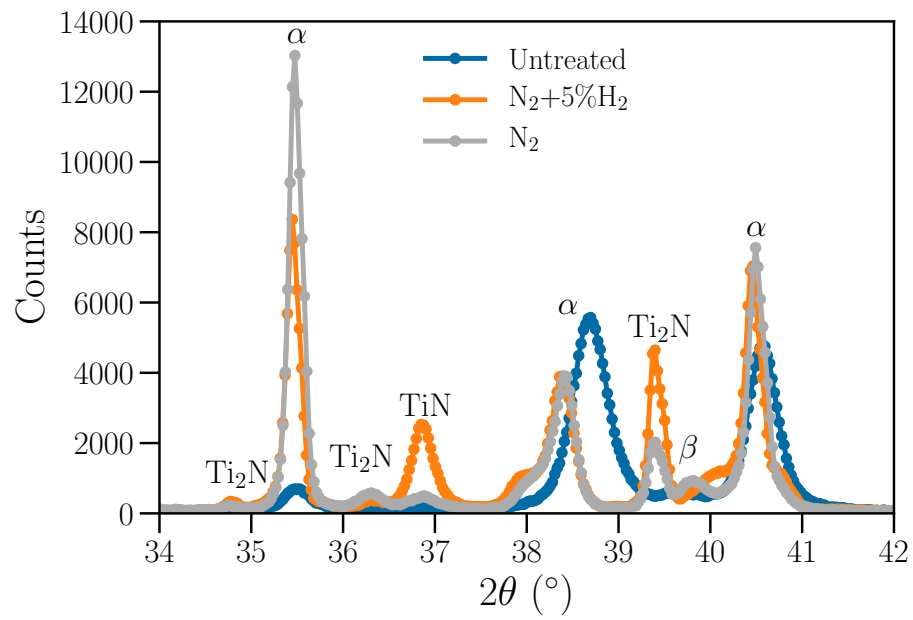 14000
12000
10000
8000
6000
4000
2000
0
Counts
α
Untreated
N₂+5%H₂
N₂
α
α
Ti₂N
TiN
β
Ti₂N
Ti₂N
34 35 36 37 38 39 40 41 42
2θ (°)